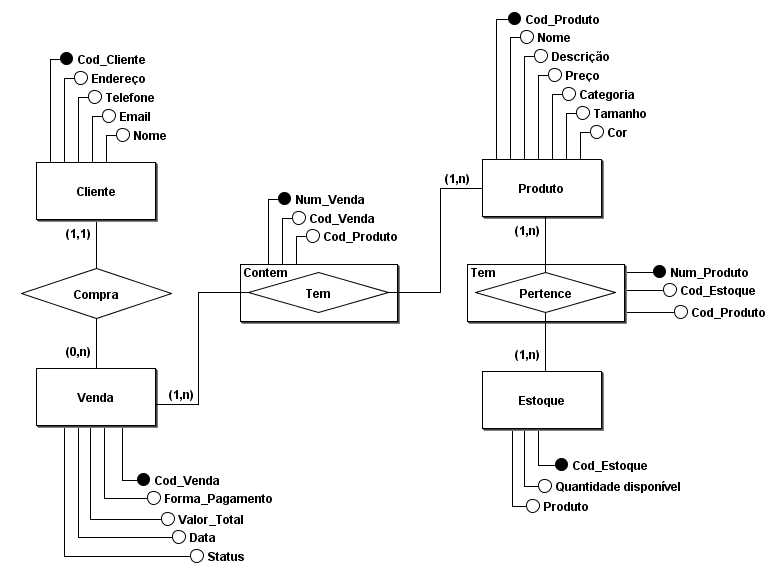 Cod_Produto
Nome
Descrição
Preço
Categoria
Tamanho
Cor
Cod_Cliente
Endereço
Telefone
Email
Nome
Cliente
Produto
(1,n)
(1,1)
Num_Venda
Cod_Venda
Cod_Produto
(1,n)
Contem
Tem
Tem
Pertence
Num_Produto
Cod_Estoque
Cod_Produto
Compra
(0,n)
(1,n)
(1,n)
Venda
Estoque
Cod_Venda
Forma_Pagamento
Valor_Total
Data
Status
Cod_Estoque
Quantidade disponível
Produto